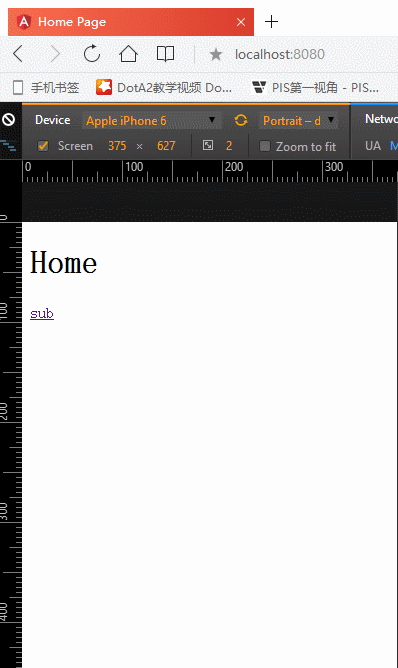 Home Page
localhost:8080
手机书签 DotA2教学视频 Do... PIS第一视角 - PIS...
Device Apple iPhone 6 Portrait – d Netwo
Screen 375 × 627 2 Zoom to fit UA M
0 100 200 300
0
100
200
300
400
Home
sub